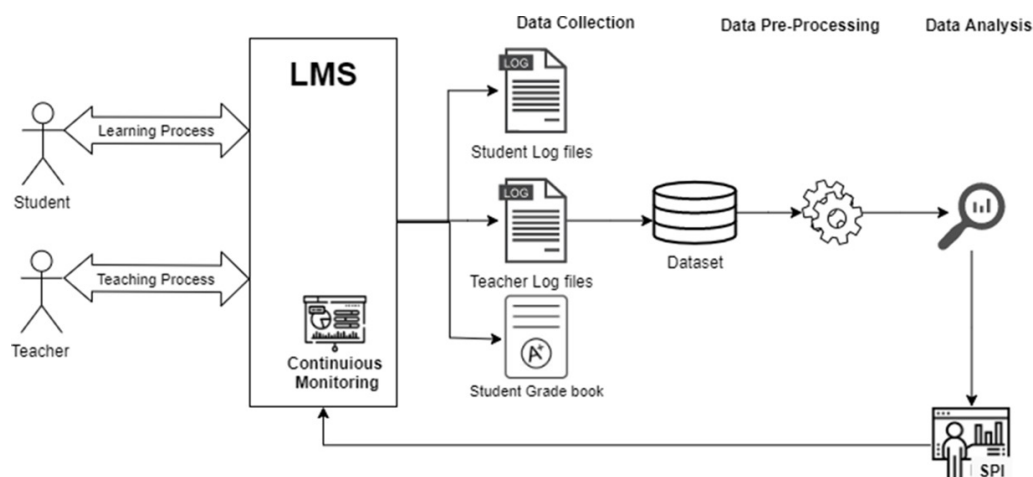 Data Collection
Data Pre-Processing
Data Analysis
LMS
LOG
Learning Process
Student Log files
Student
LOG
Teaching Process
Dataset
Teacher Log files
Teacher
Continuious
Monitoring
A+
Student Grade book
SPI